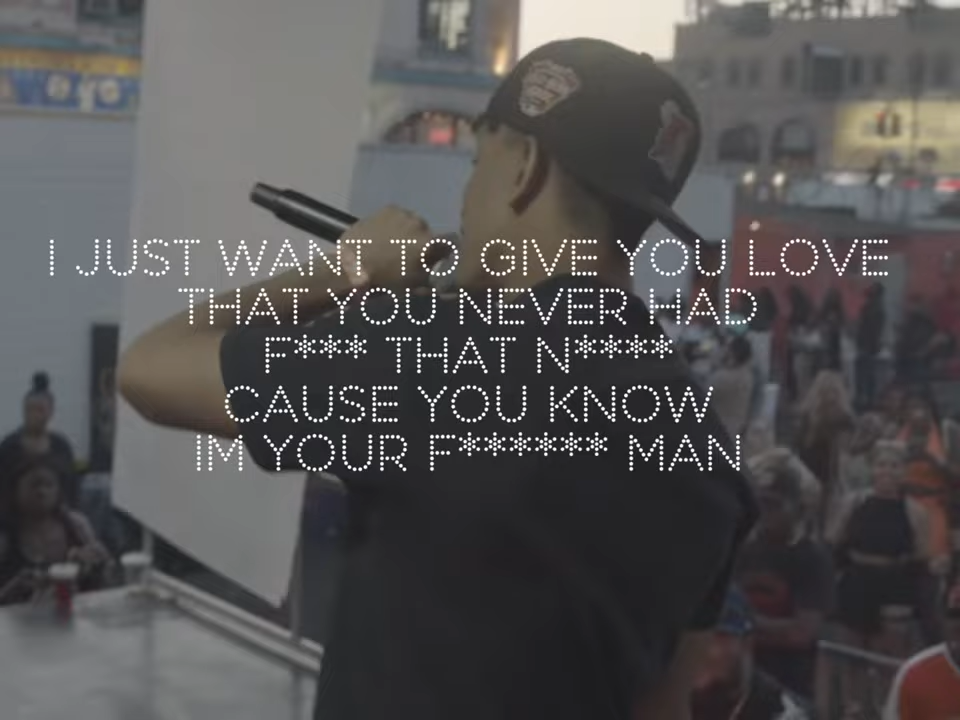 I JUST WANT TO GIVE YOU LOVE
THAT YOU NEVER HAD
F*** THAT N****
CAUSE YOU KNOW
IM YOUR F****** MAN